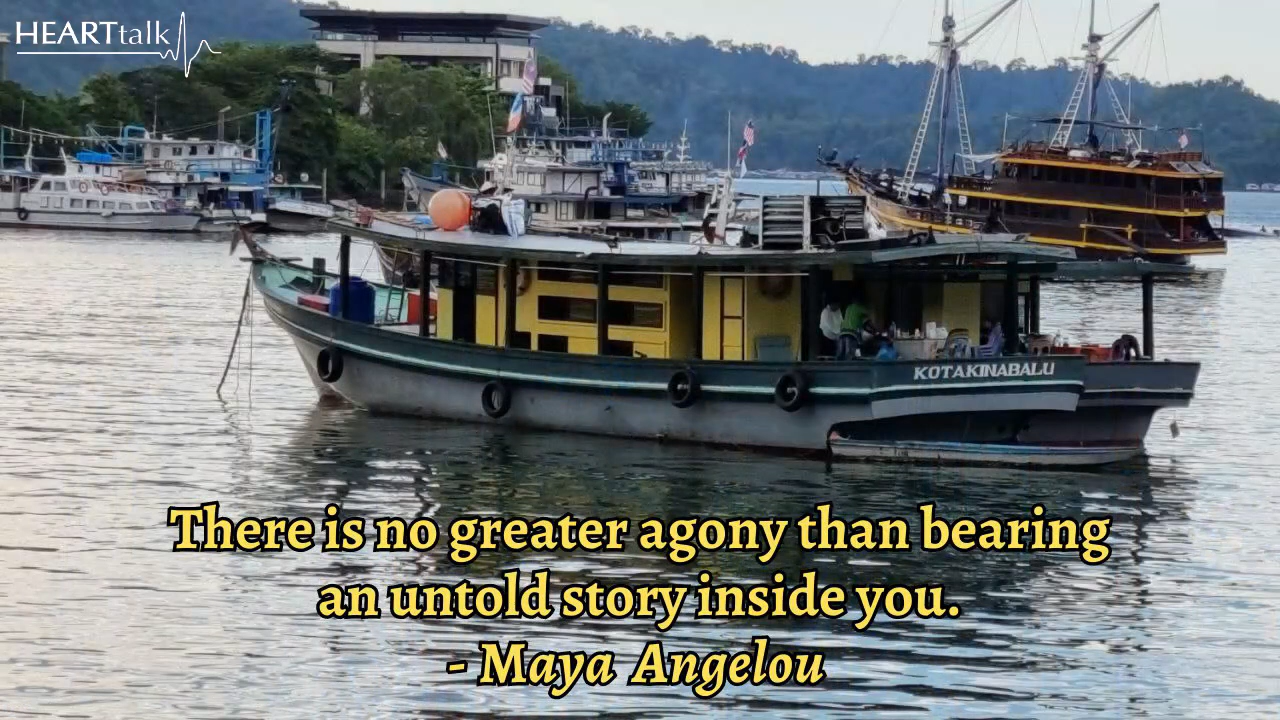 HEARTtalk
KOTAKINABALU
There is no greater agony than bearing
an untold story inside you.
- Maya Angelou